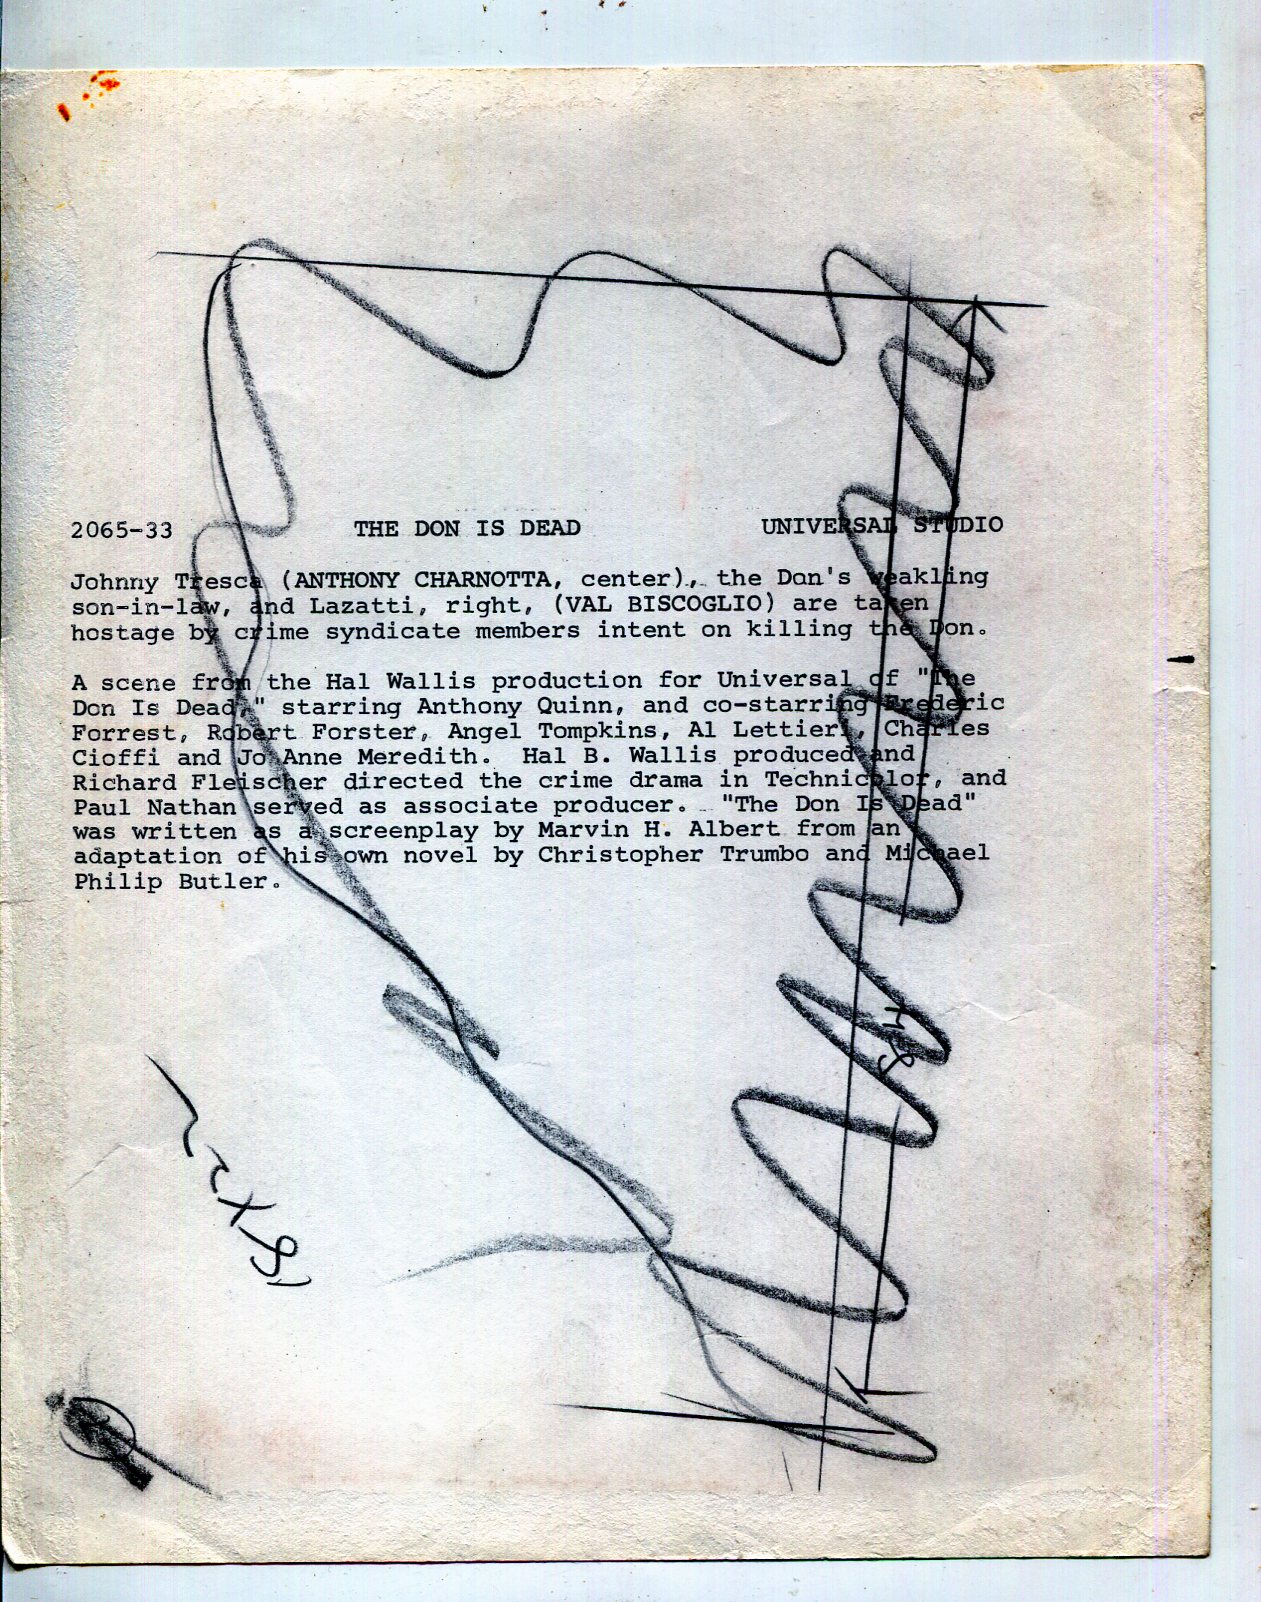 2065-33 THE DON IS DEAD UNIVERSAL STUDIO
Johnny Tresca (ANTHONY CHARNOTTA, center), the Don's weakling
son-in-law, and Lazatti, right, (VAL BISCOGLIO) are taken
hostage by crime syndicate members intent on killing the Don.
A scene from the Hal Wallis production for Universal of "The
Don Is Dead," starring Anthony Quinn, and co-starring Frederic
Forrest, Robert Forster, Angel Tompkins, Al Lettieri, Charles
Cioffi and Jo Anne Meredith. Hal B. Wallis produced and
Richard Fleischer directed the crime drama in Technicolor, and
Paul Nathan served as associate producer. "The Don Is Dead"
was written as a screenplay by Marvin H. Albert from an
adaptation of his own novel by Christopher Trumbo and Michael
Philip Butler.